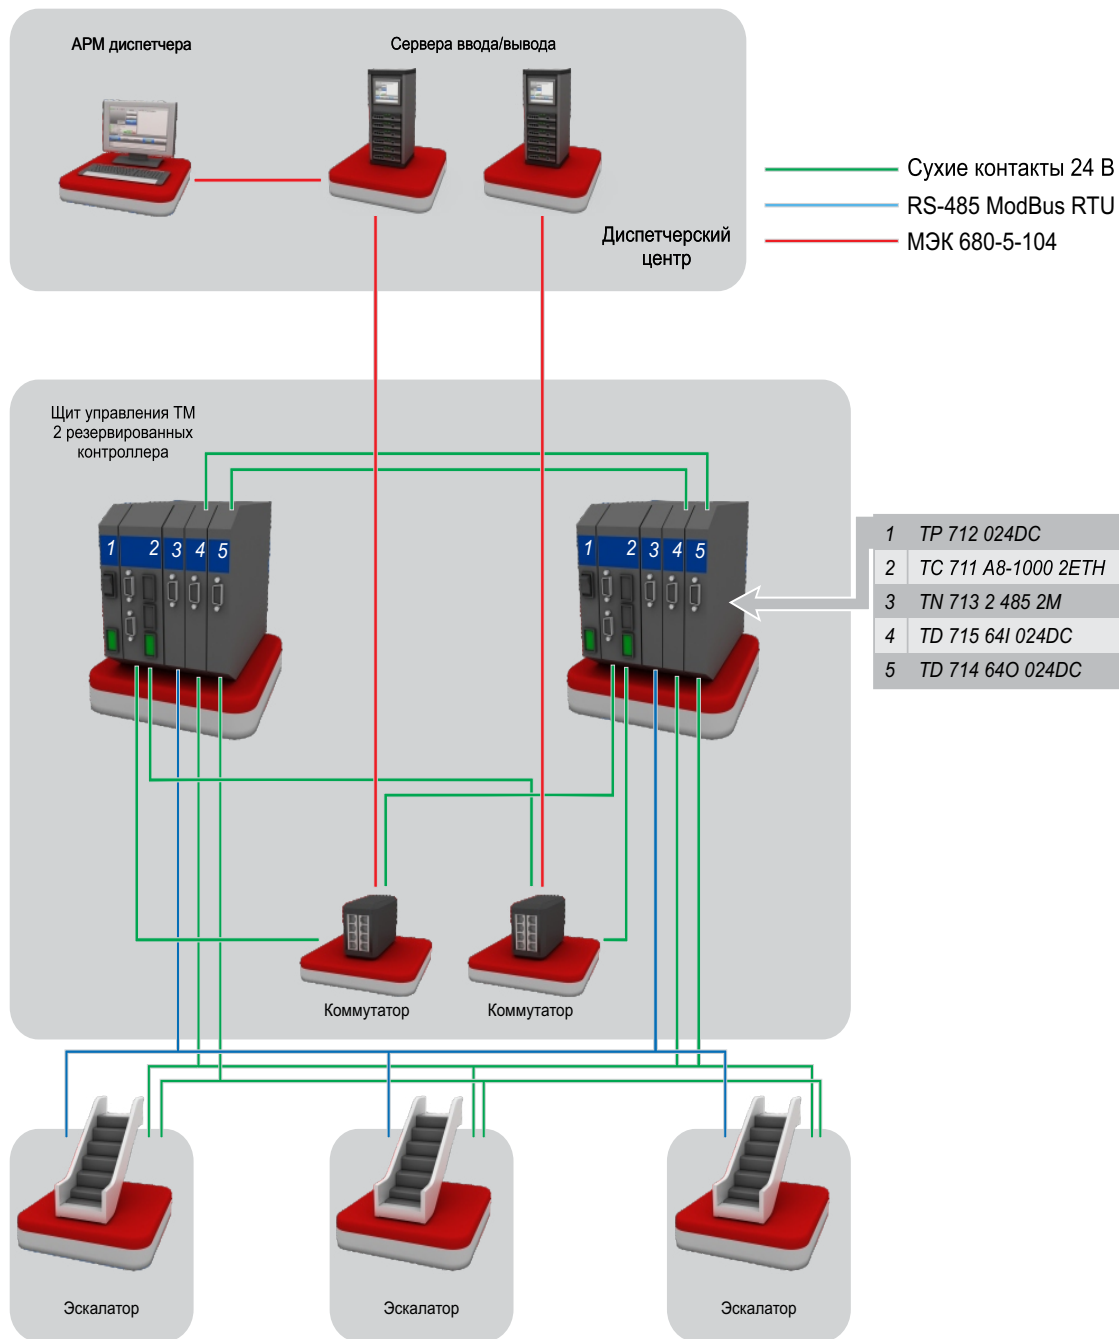 АРМ диспетчера
Сервера ввода/вывода
Диспетчерский
центр
Сухие контакты 24 В
RS-485 ModBus RTU
МЭК 680-5-104
Щит управления ТМ
2 резервированных
контроллера
1 2 3 4 5
1 2 3 4 5
1 TP 712 024DC
2 TC 711 A8-1000 2ETH
3 TN 713 2 485 2M
4 TD 715 64I 024DC
5 TD 714 64O 024DC
Коммутатор
Коммутатор
Эскалатор
Эскалатор
Эскалатор